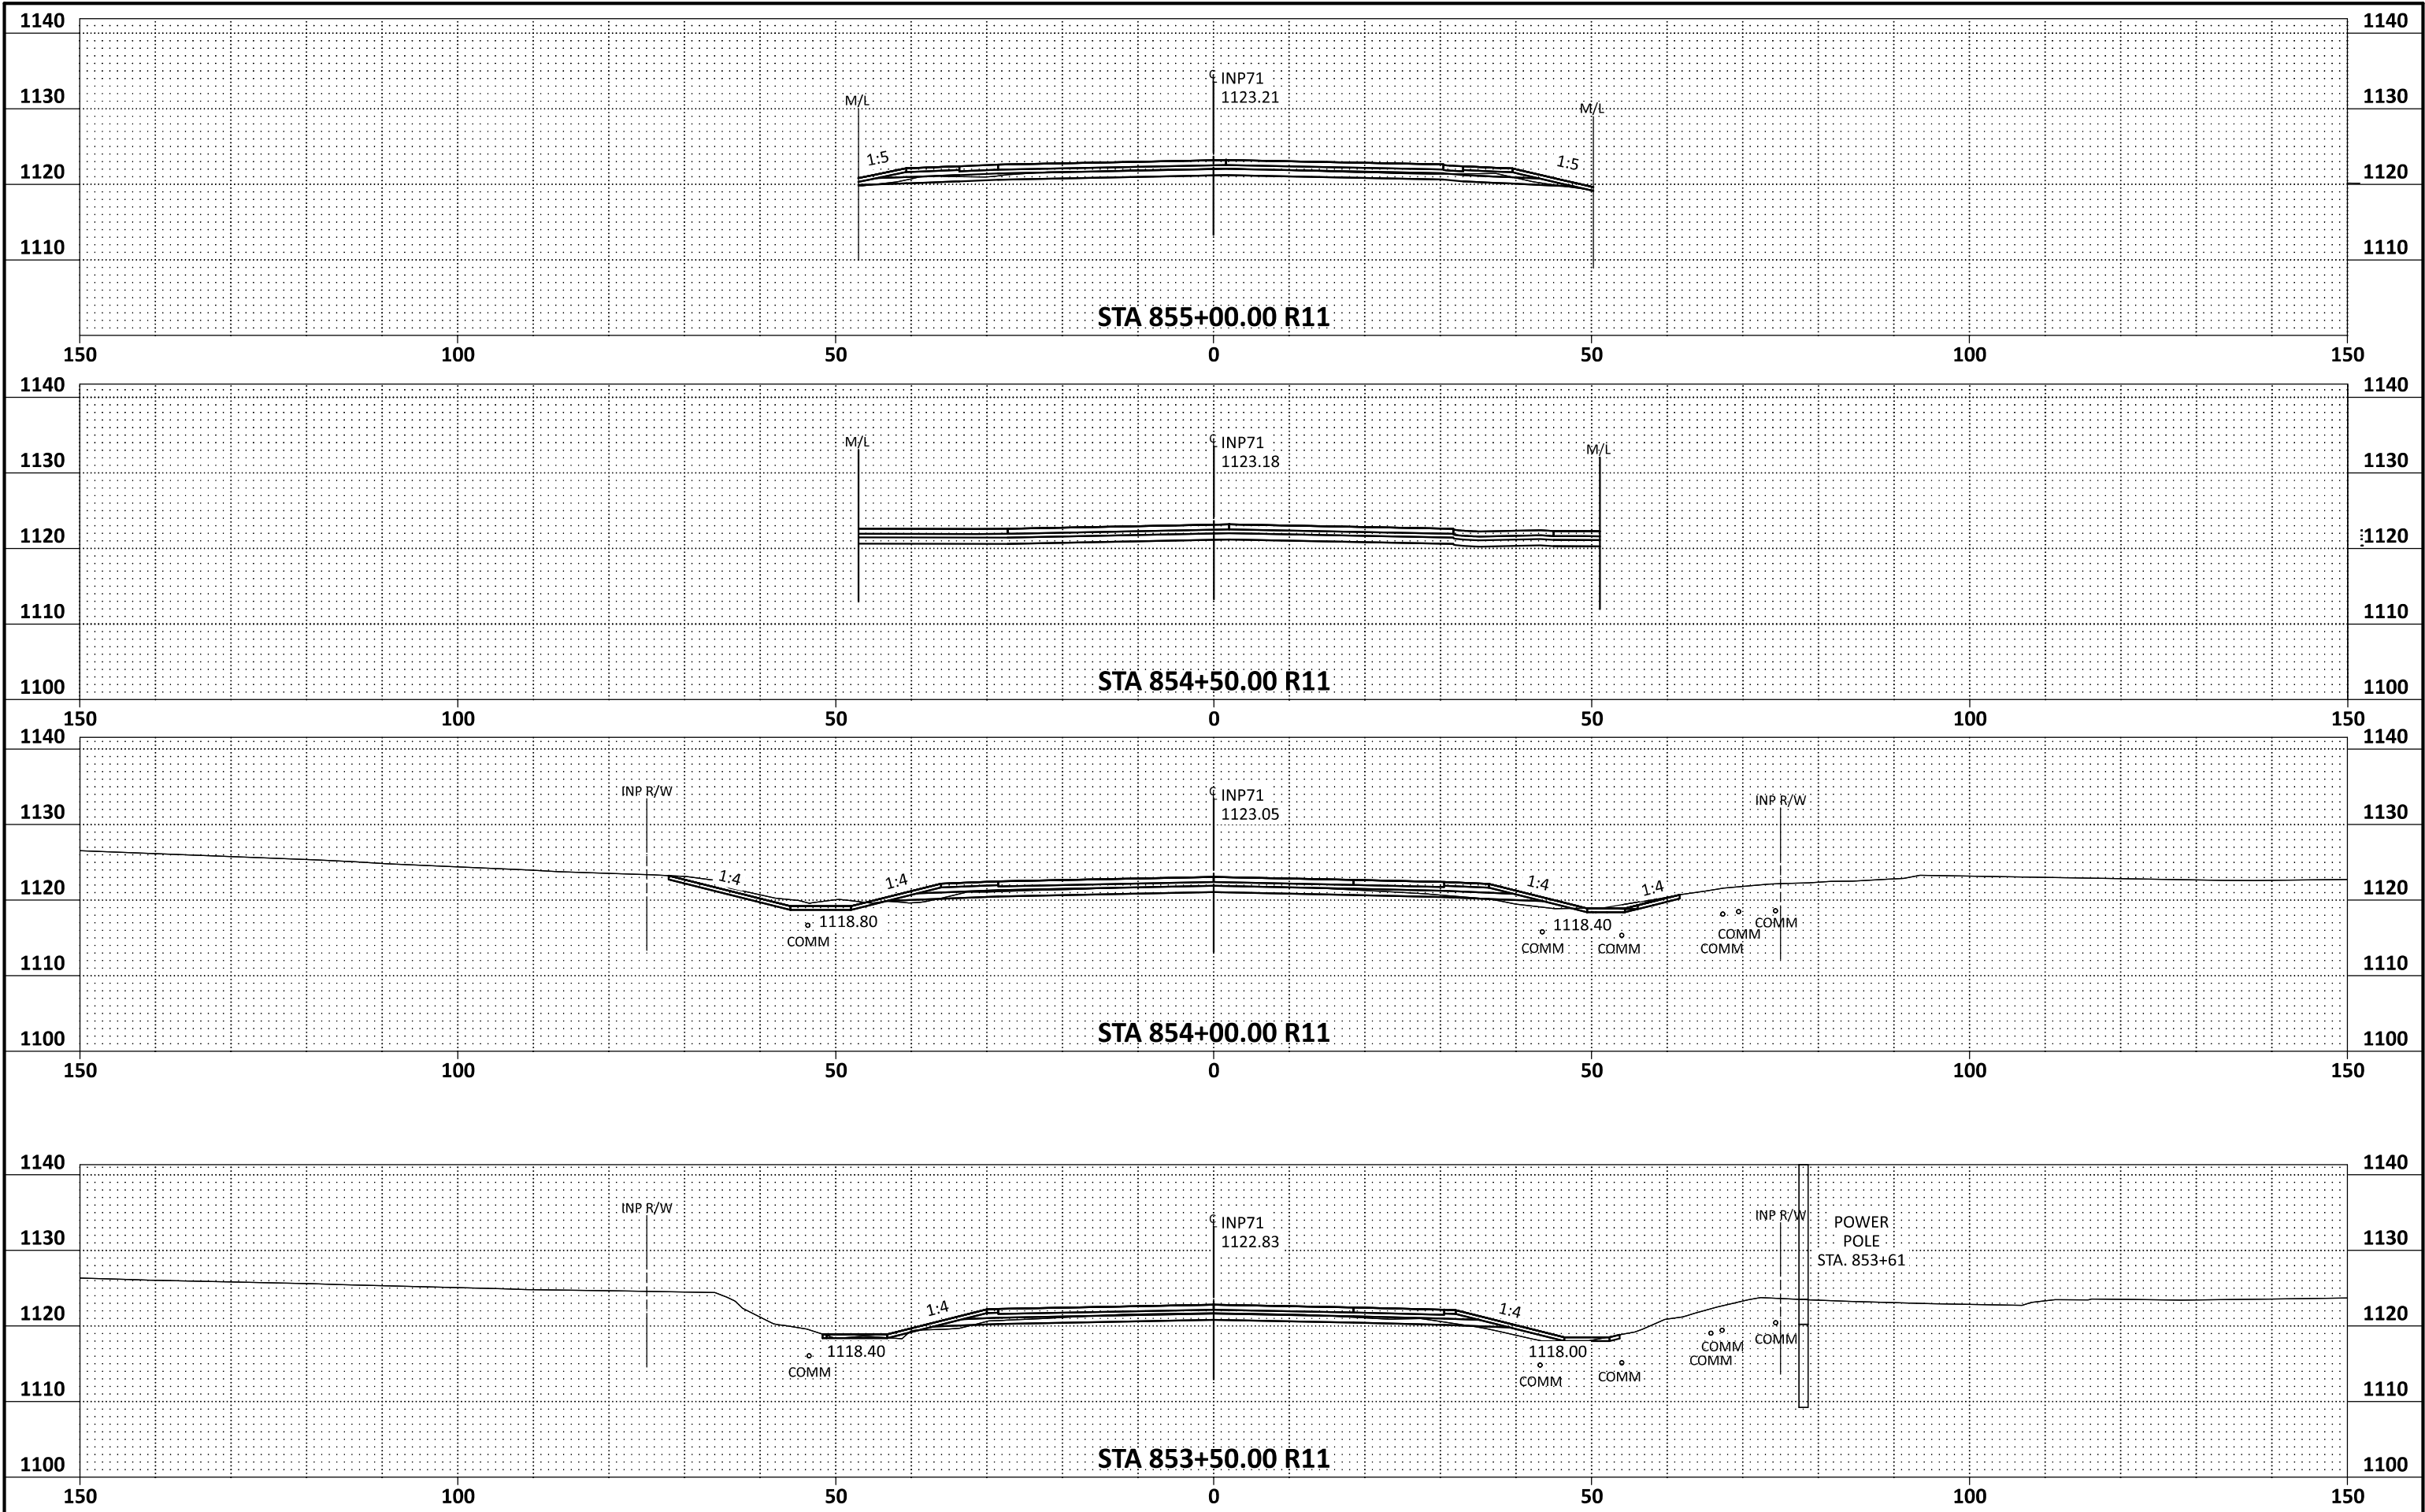 1140 1140
INP71
1123.21
1130 M/L M/L 1130
1:5 1:5
1120 1120
1110 1110
STA 855+00.00 R11
150 100 50 0 50 100 150
1140 1140
M/L INP71 M/L
1130 1123.18 1130
1120 1120
1110 1110
1100 STA 854+50.00 R11 1100
150 100 50 0 50 100 150
1140 1140
INP R/W INP71 INP R/W
1130 1123.05 1130
1:4 1:4 1:4 1:4
1120 1120
1118.80 1118.40 COMM
COMM COMM COMM COMM COMM
1110 1110
1100 STA 854+00.00 R11 1100
150 100 50 0 50 100 150
1140 1140
INP R/W INP71 INP R/W POWER
1130 1122.83 POLE 1130
STA. 853+61
1120 1:4 1:4 1120
1118.40 1118.00 COMM COMM
COMM COMM COMM COMM
1110 1110
1100 STA 853+50.00 R11 1100
150 100 50 0 50 100 150